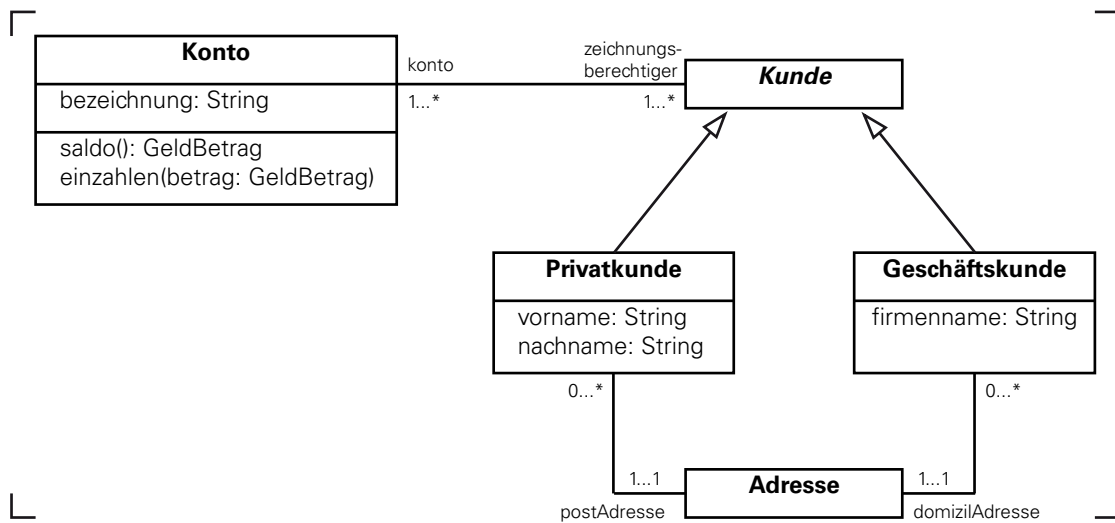 Konto
bezeichnung: String
saldo(): GeldBetrag
einzahlen(betrag: GeldBetrag)
konto
1...*
zeichnungs-
berechtiger
1...*
Kunde
Privatkunde
vorname: String
nachname: String
0...*
Geschäftskunde
firmenname: String
0...*
1...1
postAdresse
Adresse
1...1
domizilAdresse